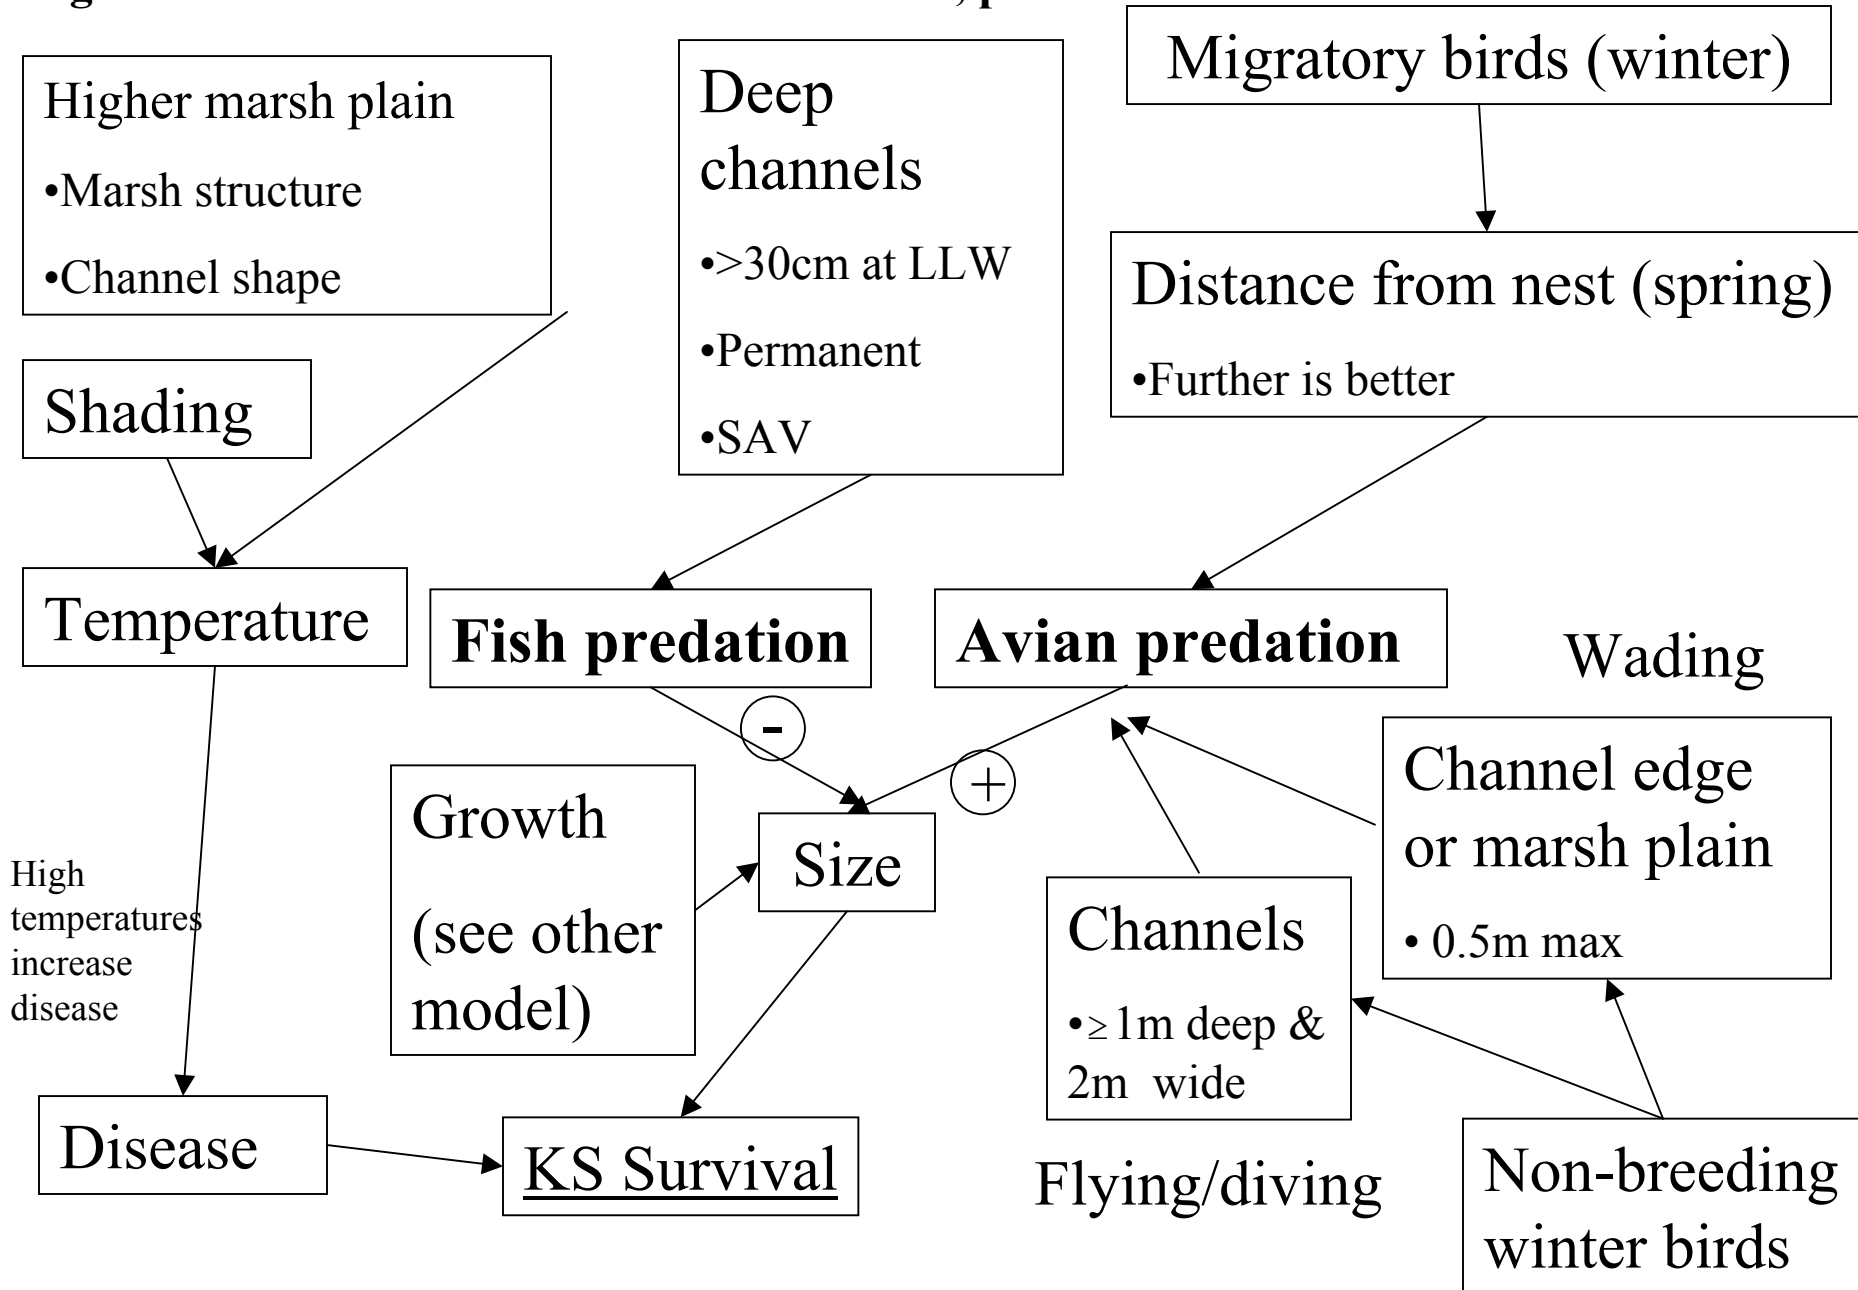 Migratory birds (winter)
Higher marsh plain
•Marsh structure
•Channel shape
Deep
channels
•>30cm at LLW
•Permanent
•SAV
Distance from nest (spring)
•Further is better
Shading
Temperature
Fish predation
Avian predation
Wading
-
+
Growth
(see other
model)
Size
Channel edge
or marsh plain
• 0.5m max
High
temperatures
increase
disease
Channels
•≥1m deep &
2m wide
Disease
KS Survival
Flying/diving
Non-breeding
winter birds